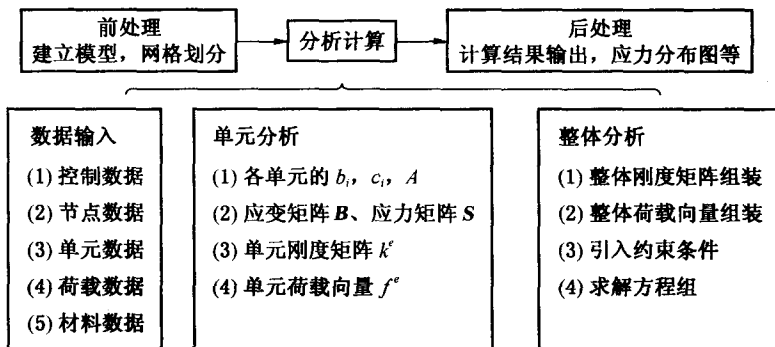 前处理
建立模型，网格划分
分析计算
后处理
计算结果输出，应力分布图等
数据输入
(1) 控制数据
(2) 节点数据
(3) 单元数据
(4) 荷载数据
(5) 材料数据
单元分析
(1) 各单元的 bᵢ，cᵢ，A
(2) 应变矩阵 B、应力矩阵 S
(3) 单元刚度矩阵 kᵉ
(4) 单元荷载向量 fᵉ
整体分析
(1) 整体刚度矩阵组装
(2) 整体荷载向量组装
(3) 引入约束条件
(4) 求解方程组